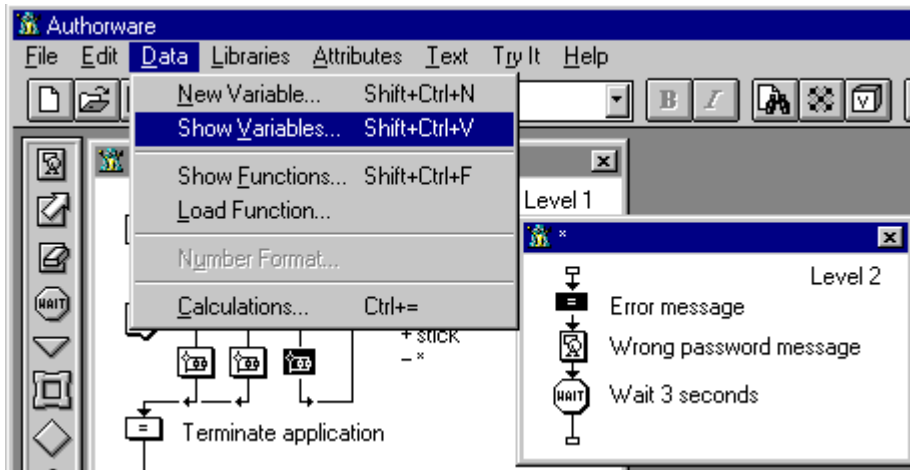 Authorware
File Edit Data Libraries Attributes Text Try It Help
New Variable... Shift+Ctrl+N
Show Variables... Shift+Ctrl+V
Show Functions... Shift+Ctrl+F
Load Function...
Number Format...
Calculations... Ctrl+=
B I
WAIT
Level 1
+ stick
– *
= Terminate application
*
Level 2
= Error message
Wrong password message
WAIT Wait 3 seconds